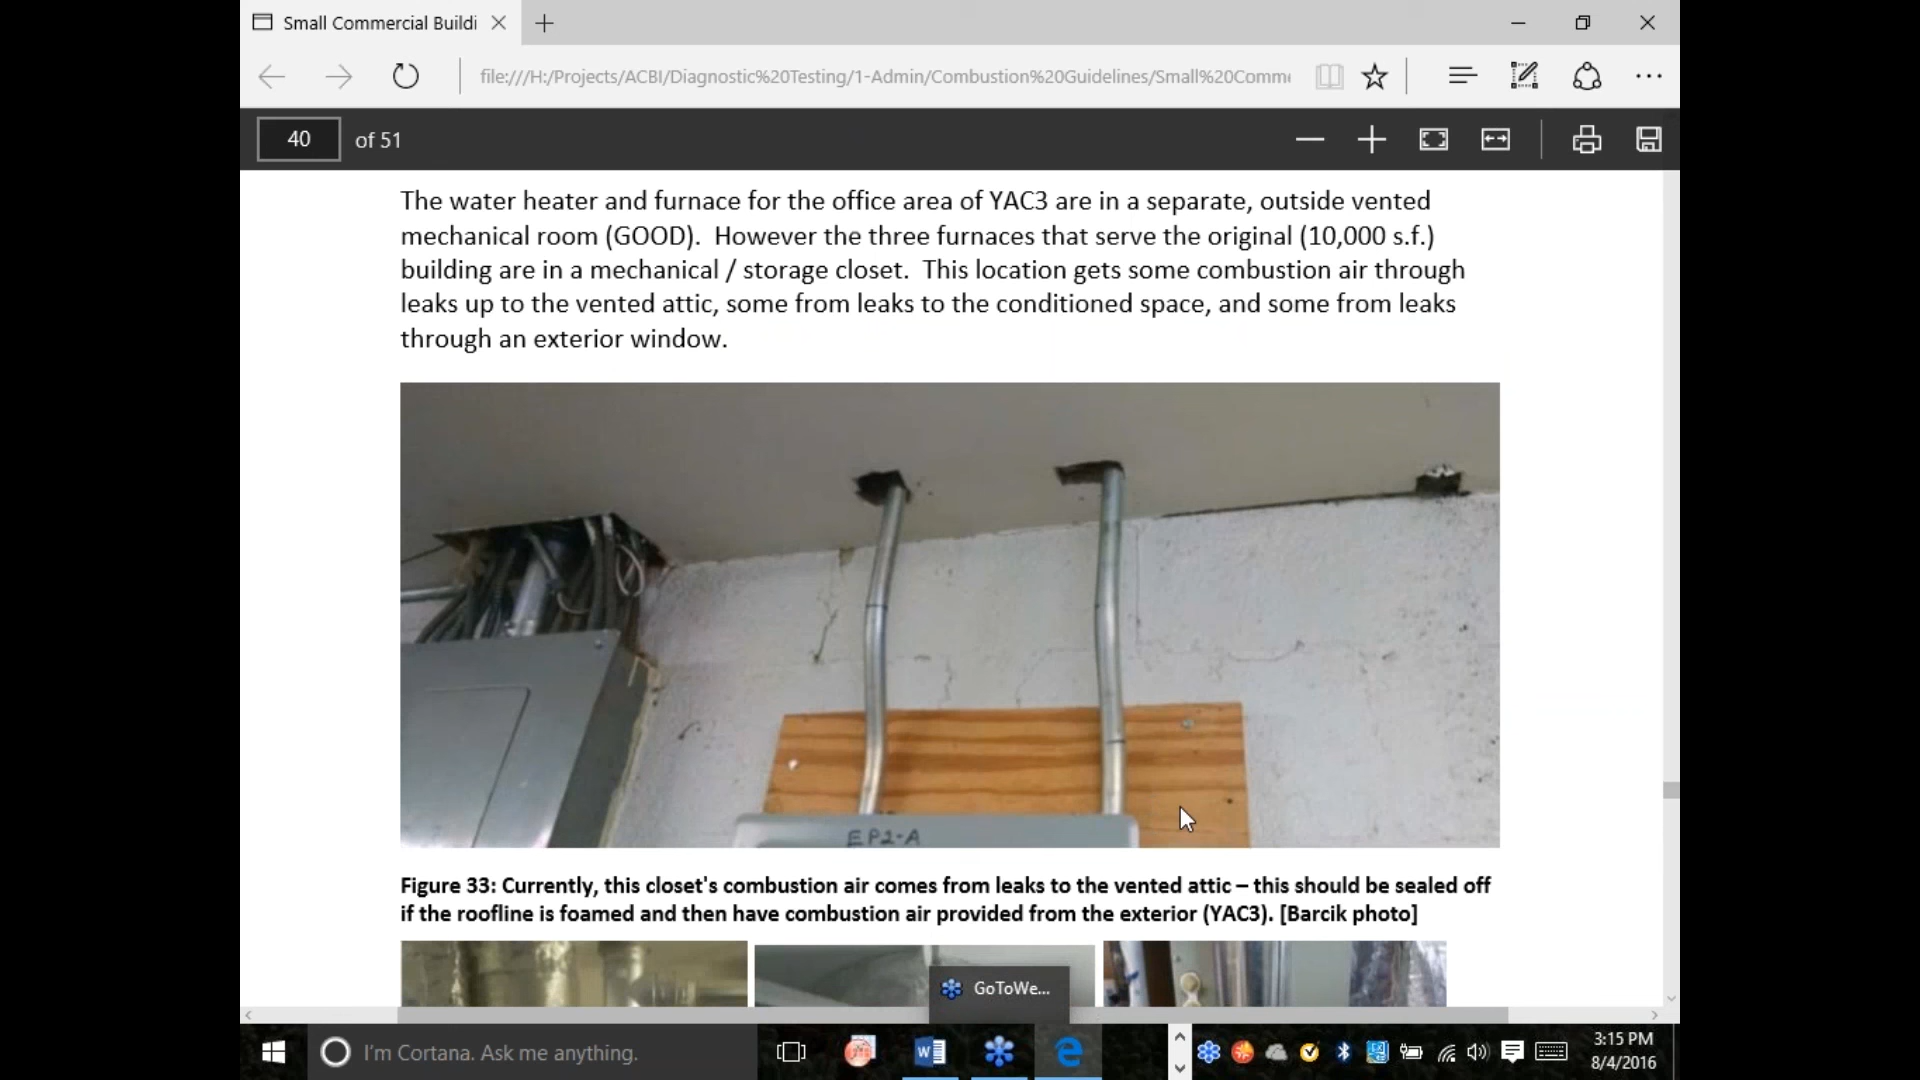 Small Commercial Buildi
file:///H:/Projects/ACBI/Diagnostic%20Testing/1-Admin/Combustion%20Guidelines/Small%20Comme
40 of 51
The water heater and furnace for the office area of YAC3 are in a separate, outside vented
mechanical room (GOOD).  However the three furnaces that serve the original (10,000 s.f.)
building are in a mechanical / storage closet.  This location gets some combustion air through
leaks up to the vented attic, some from leaks to the conditioned space, and some from leaks
through an exterior window.
EP2-A
Figure 33: Currently, this closet's combustion air comes from leaks to the vented attic – this should be sealed off
if the roofline is foamed and then have combustion air provided from the exterior (YAC3). [Barcik photo]
GoToWe...
I'm Cortana. Ask me anything.
3:15 PM
8/4/2016